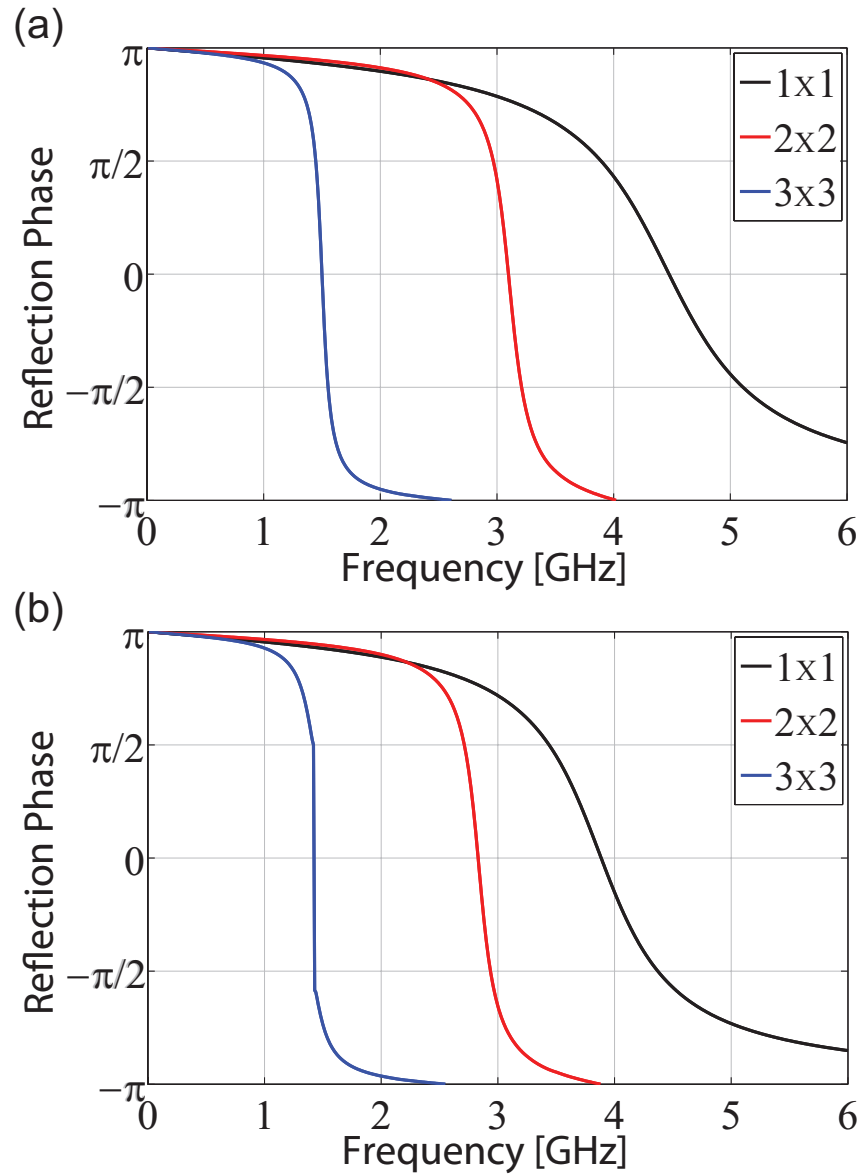 (a)
π
π/2
0
−π/2
−π
Reflection Phase
1x1
2x2
3x3
0 1 2 3 4 5 6
Frequency [GHz]
(b)
π
π/2
0
−π/2
−π
Reflection Phase
1x1
2x2
3x3
0 1 2 3 4 5 6
Frequency [GHz]